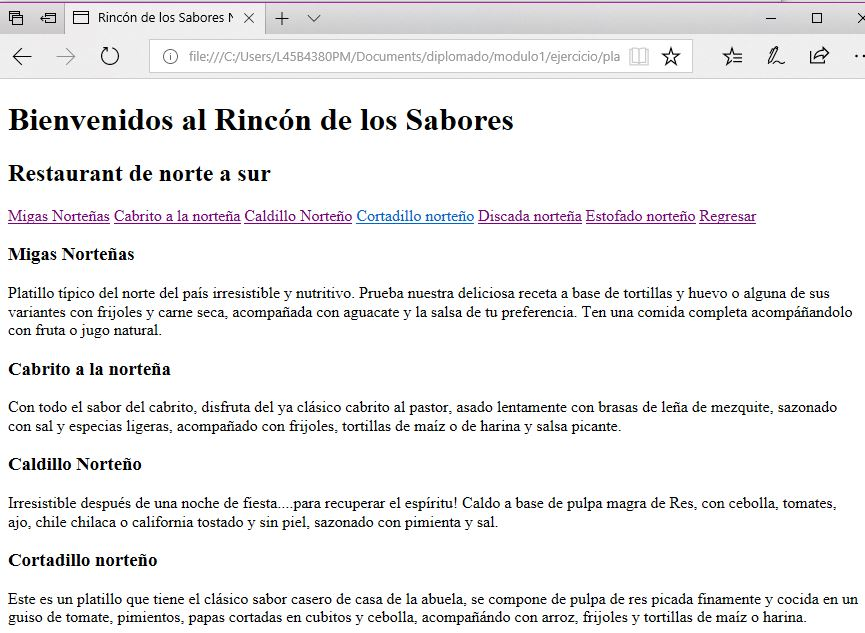 Rincón de los Sabores N
file:///C:/Users/L45B4380PM/Documents/diplomado/modulo1/ejercicio/pla
Bienvenidos al Rincón de los Sabores
Restaurant de norte a sur
Migas Norteñas Cabrito a la norteña Caldillo Norteño Cortadillo norteño Discada norteña Estofado norteño Regresar
Migas Norteñas
Platillo típico del norte del país irresistible y nutritivo. Prueba nuestra deliciosa receta a base de tortillas y huevo o alguna de sus
variantes con frijoles y carne seca, acompañada con aguacate y la salsa de tu preferencia. Ten una comida completa acompáñandolo
con fruta o jugo natural.
Cabrito a la norteña
Con todo el sabor del cabrito, disfruta del ya clásico cabrito al pastor, asado lentamente con brasas de leña de mezquite, sazonado
con sal y especias ligeras, acompañado con frijoles, tortillas de maíz o de harina y salsa picante.
Caldillo Norteño
Irresistible después de una noche de fiesta....para recuperar el espíritu! Caldo a base de pulpa magra de Res, con cebolla, tomates,
ajo, chile chilaca o california tostado y sin piel, sazonado con pimienta y sal.
Cortadillo norteño
Este es un platillo que tiene el clásico sabor casero de casa de la abuela, se compone de pulpa de res picada finamente y cocida en un
guiso de tomate, pimientos, papas cortadas en cubitos y cebolla, acompañándo con arroz, frijoles y tortillas de maíz o harina.